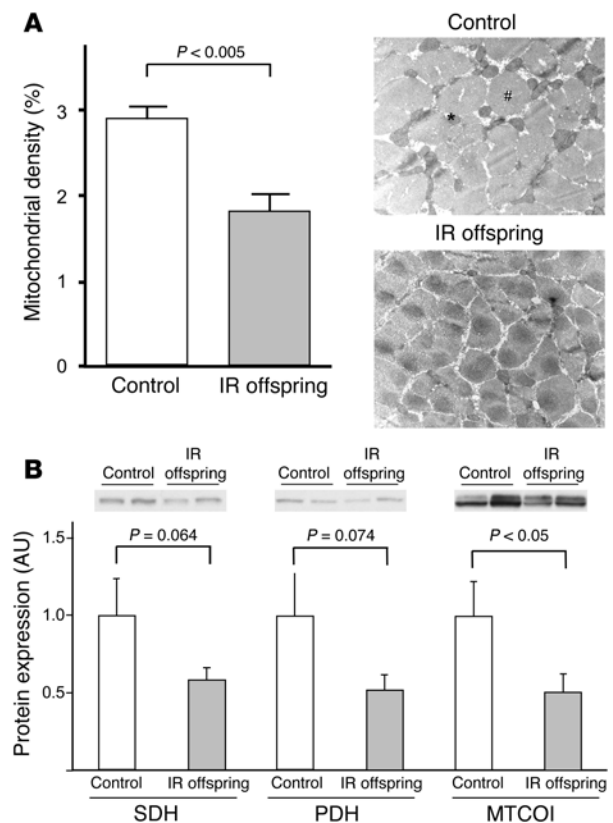 A
Mitochondrial density (%)
3
2
1
0
P < 0.005
Control
IR offspring
Control
*
#
IR offspring
B
Control
IR
offspring
Control
IR
offspring
Control
IR
offspring
Protein expression (AU)
1.5
1.0
0.5
P = 0.064
P = 0.074
P < 0.05
Control
IR offspring
Control
IR offspring
Control
IR offspring
SDH
PDH
MTCOI